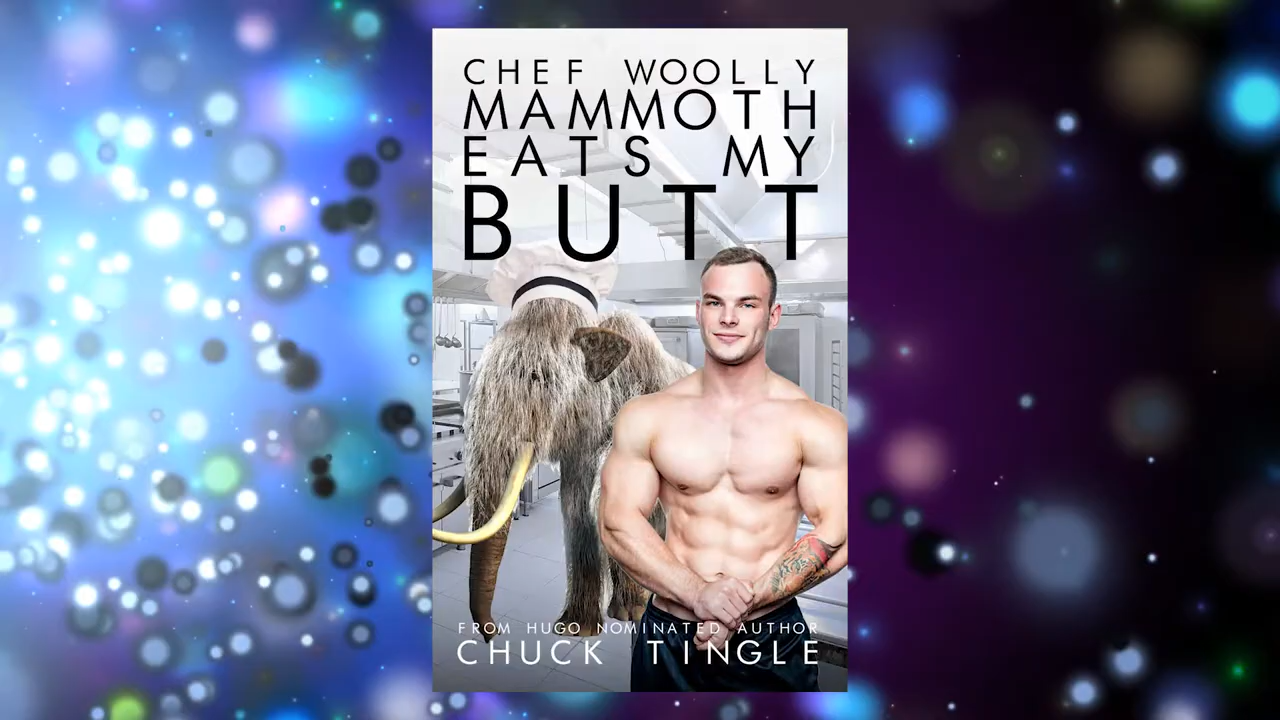 CHEF WOOLLY
MAMMOTH
EATS MY
BUTT
FROM HUGO NOMINATED AUTHOR
CHUCK TINGLE